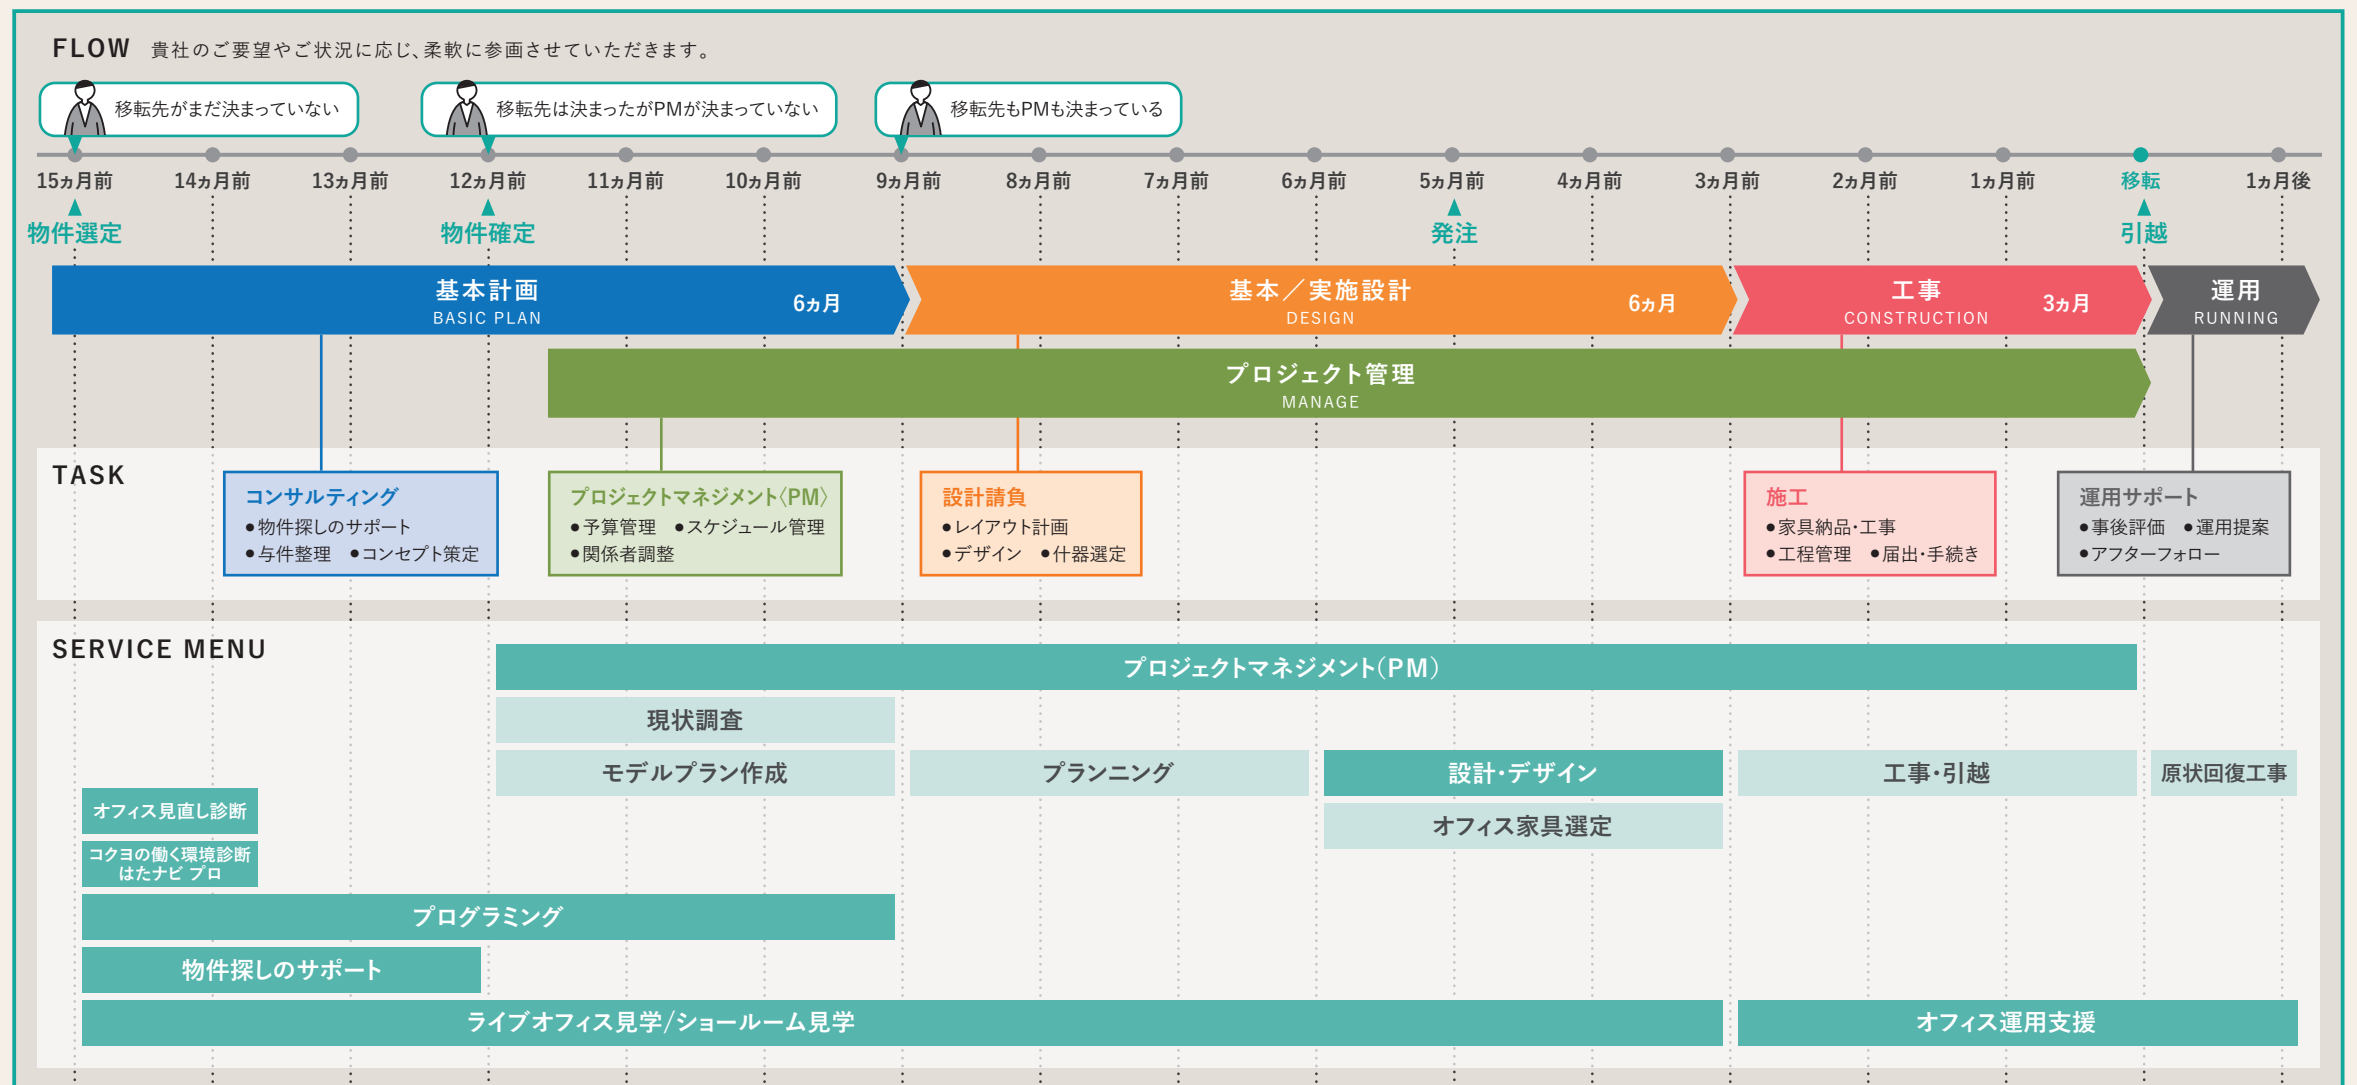 FLOW 貴社のご要望やご状況に応じ、柔軟に参画させていただきます。
移転先がまだ決まっていない
移転先は決まったがPMが決まっていない
移転先もPMも決まっている
15ヵ月前 14ヵ月前 13ヵ月前 12ヵ月前 11ヵ月前 10ヵ月前 9ヵ月前 8ヵ月前 7ヵ月前 6ヵ月前 5ヵ月前 4ヵ月前 3ヵ月前 2ヵ月前 1ヵ月前 移転 1ヵ月後
物件選定 物件確定 発注 引越
基本計画
BASIC PLAN
6ヵ月
基本／実施設計
DESIGN
6ヵ月
工事
CONSTRUCTION
3ヵ月
運用
RUNNING
プロジェクト管理
MANAGE
TASK
コンサルティング
●物件探しのサポート
●与件整理 ●コンセプト策定
プロジェクトマネジメント〈PM〉
●予算管理 ●スケジュール管理
●関係者調整
設計請負
●レイアウト計画
●デザイン ●什器選定
施工
●家具納品・工事
●工程管理 ●届出・手続き
運用サポート
●事後評価 ●運用提案
●アフターフォロー
SERVICE MENU
プロジェクトマネジメント（PM）
現状調査
モデルプラン作成
プランニング
設計・デザイン
工事・引越
原状回復工事
オフィス見直し診断
オフィス家具選定
コクヨの働く環境診断
はたナビ プロ
プログラミング
物件探しのサポート
ライブオフィス見学/ショールーム見学
オフィス運用支援